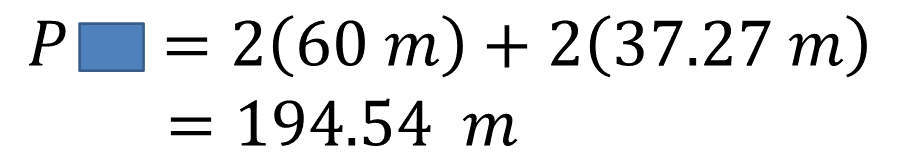 P = 2(60 m) + 2(37.27 m)
= 194.54 m